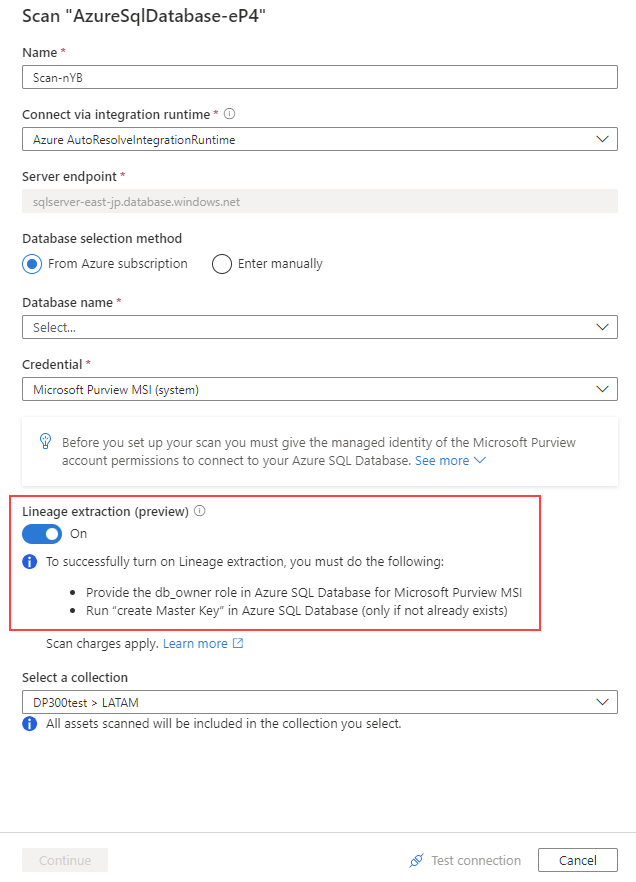 Scan "AzureSqlDatabase-eP4"
Name *
Scan-nYB
Connect via integration runtime *
Azure AutoResolveIntegrationRuntime
Server endpoint *
sqlserver-east-jp.database.windows.net
Database selection method
From Azure subscription Enter manually
Database name *
Select...
Credential *
Microsoft Purview MSI (system)
Before you set up your scan you must give the managed identity of the Microsoft Purview
account permissions to connect to your Azure SQL Database. See more
Lineage extraction (preview)
On
To successfully turn on Lineage extraction, you must do the following:
• Provide the db_owner role in Azure SQL Database for Microsoft Purview MSI
• Run “create Master Key” in Azure SQL Database (only if not already exists)
Scan charges apply. Learn more
Select a collection
DP300test > LATAM
All assets scanned will be included in the collection you select.
Continue Test connection Cancel